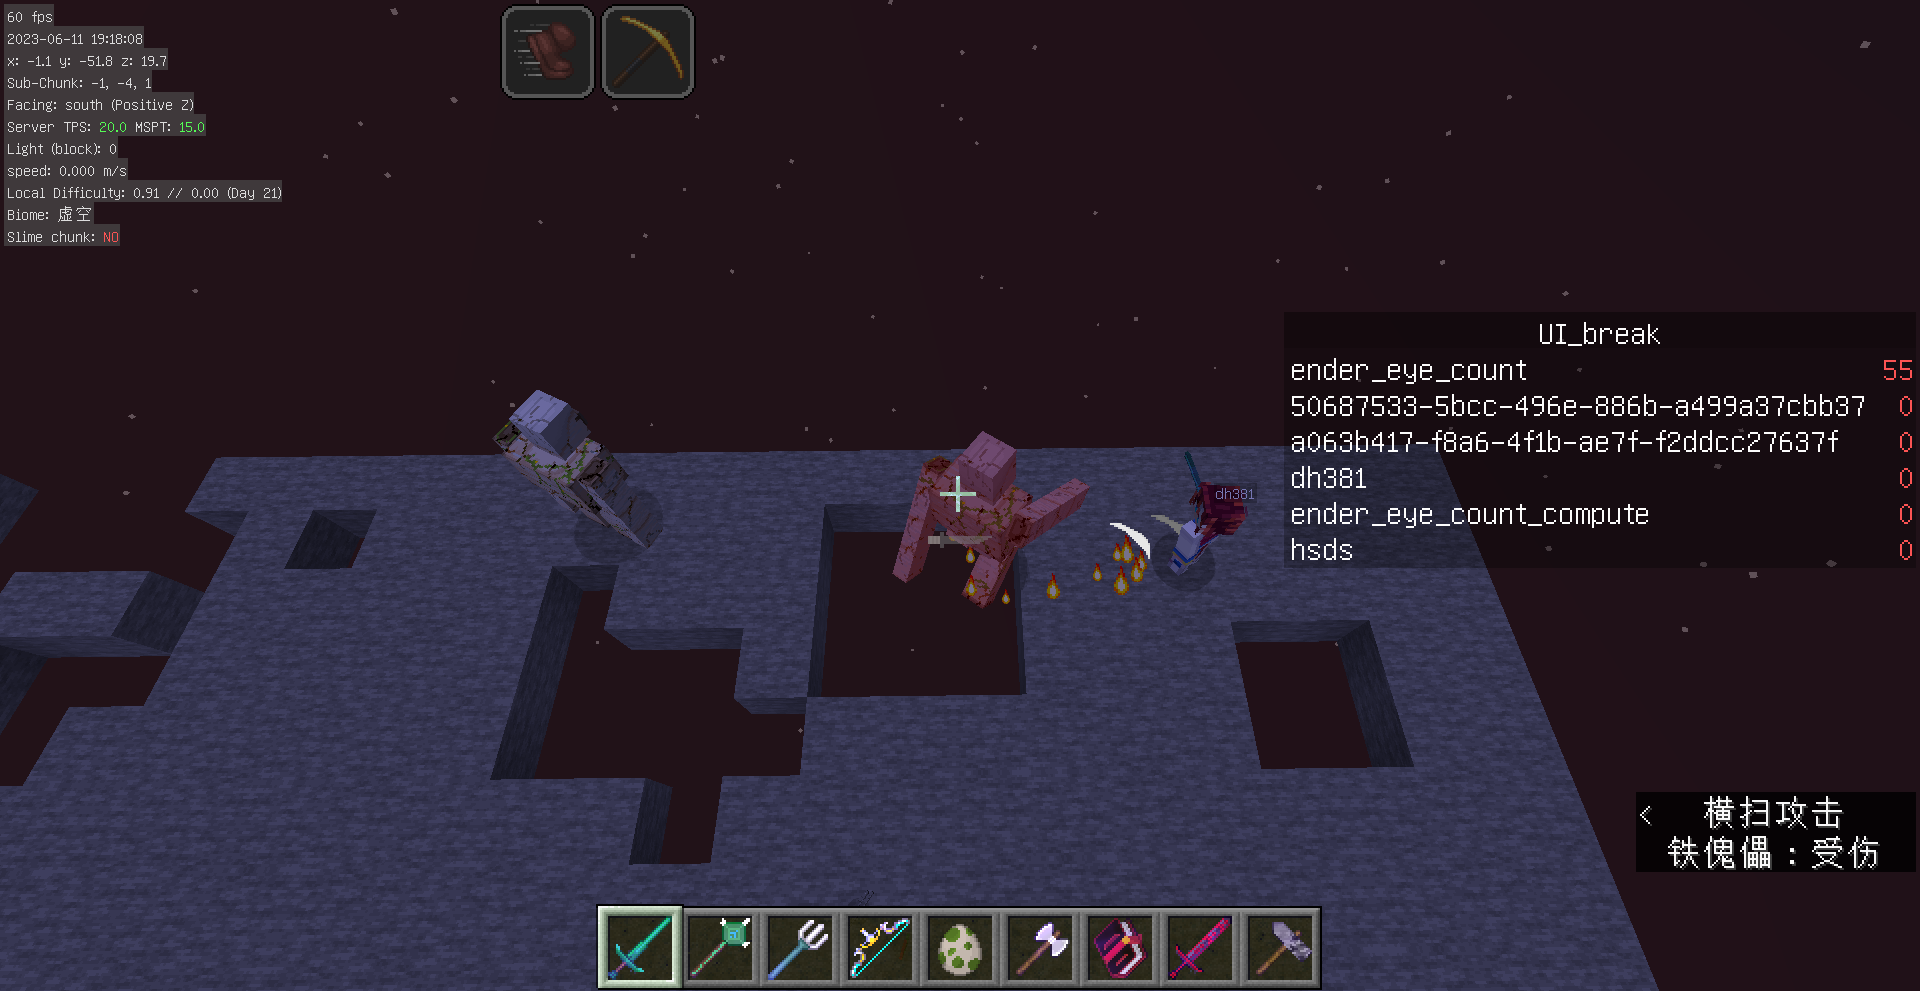 60 fps
2023-06-11 19:18:08
x: -1.1 y: -51.8 z: 19.7
Sub-Chunk: -1, -4, 1
Facing: south (Positive Z)
Server TPS: 20.0 MSPT: 15.0
Light (block): 0
speed: 0.000 m/s
Local Difficulty: 0.91 // 0.00 (Day 21)
Biome: 虚空
Slime chunk: NO
UI_break
ender_eye_count 55
50687533-5bcc-496e-886b-a499a37cbb37 0
a063b417-f8a6-4f1b-ae7f-f2ddcc27637f 0
dh381 0
ender_eye_count_compute 0
hsds 0
dh381
< 横扫攻击
铁傀儡：受伤